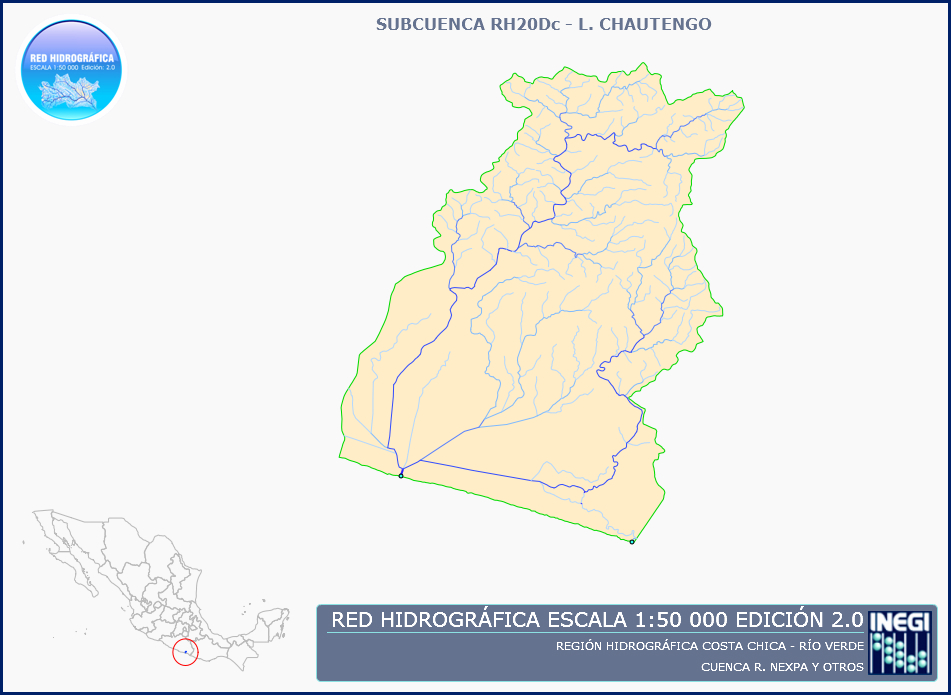 SUBCUENCA RH20Dc - L. CHAUTENGO
RED HIDROGRÁFICA
ESCALA 1:50 000 Edición: 2.0
RED HIDROGRÁFICA ESCALA 1:50 000 EDICIÓN 2.0
REGIÓN HIDROGRÁFICA COSTA CHICA - RÍO VERDE
CUENCA R. NEXPA Y OTROS
INEGI